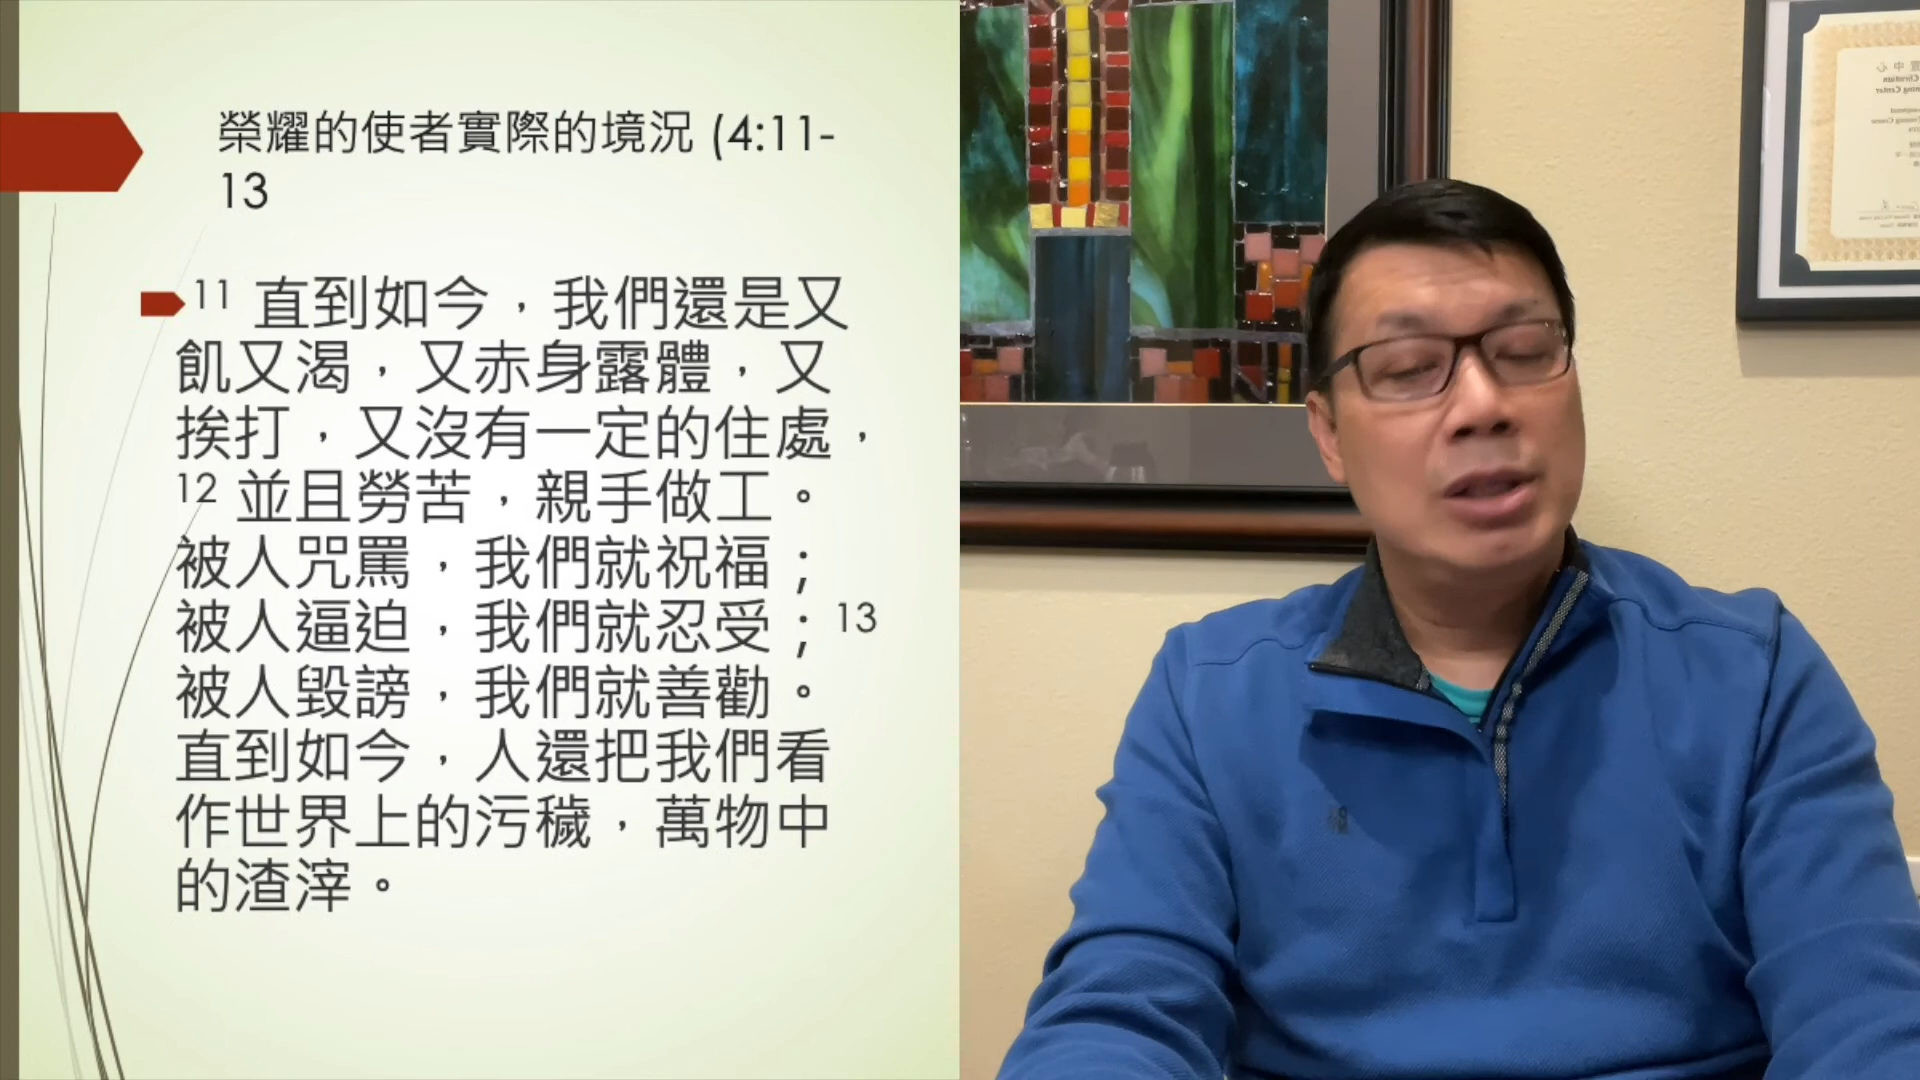 榮耀的使者實際的境況 (4:11-
13
11 直到如今，我們還是又
飢又渴，又赤身露體，又
挨打，又沒有一定的住處，
12 並且勞苦，親手做工。
被人咒罵，我們就祝福；
被人逼迫，我們就忍受；13
被人毀謗，我們就善勸。
直到如今，人還把我們看
作世界上的污穢，萬物中
的渣滓。